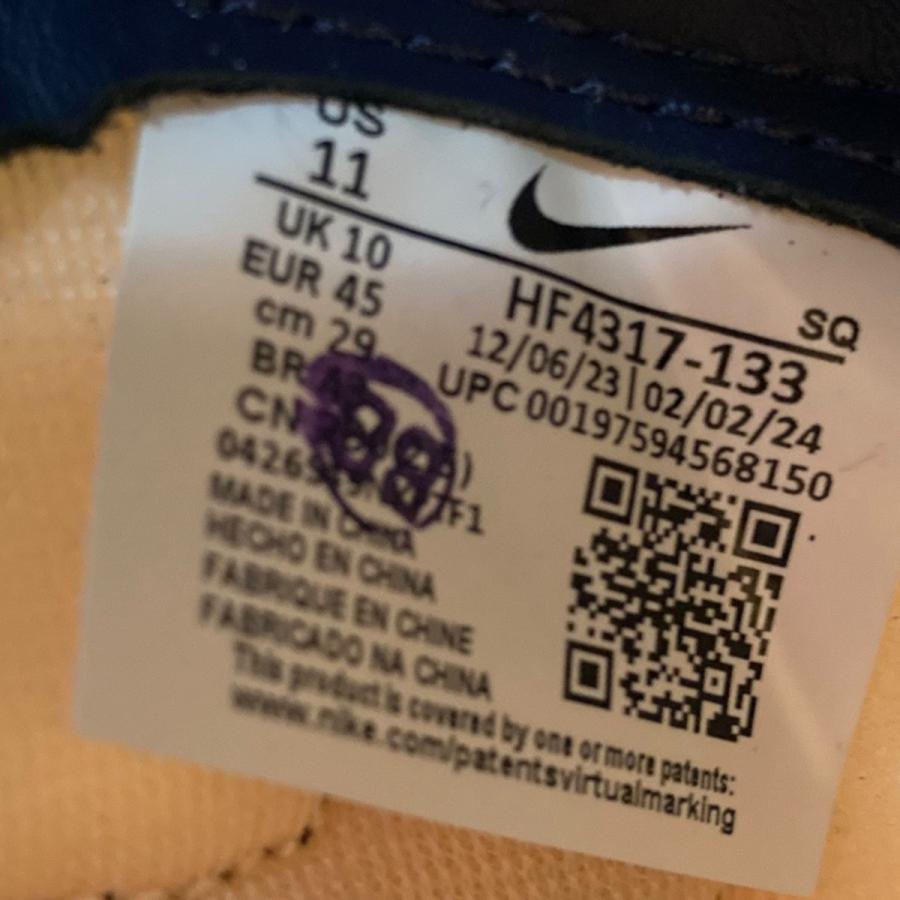 US
11
UK 10
EUR 45
cm 29
BR
CN
MADE IN CHINA
HECHO EN CHINA
FABRIQUE EN CHINE
FABRICADO NA CHINA
SQ
HF4317-133
12/06/23|02/02/24
UPC 00197594568150
This product is covered by one or more patents:
www.nike.com/patentsvirtualmarking